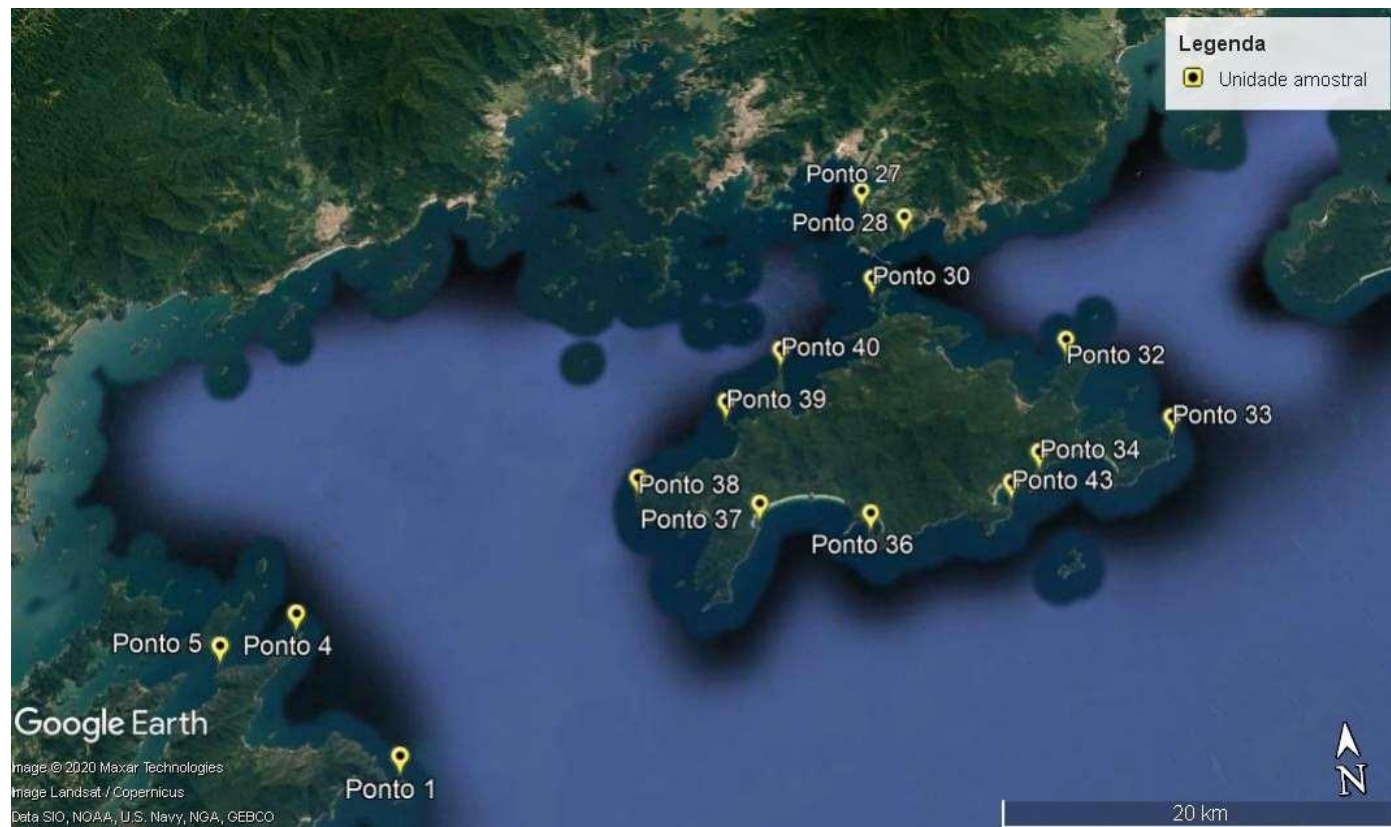 Legenda
Unidade amostral
Ponto 27
Ponto 28
Ponto 30
Ponto 40
Ponto 32
Ponto 39
Ponto 33
Ponto 34
Ponto 43
Ponto 38
Ponto 37
Ponto 36
Ponto 5
Ponto 4
Google Earth
Ponto 1
mage © 2020 Maxar Technologies
mage Landsat / Copernicus
Data SIO, NOAA, U.S. Navy, NGA, GEBCO
N
20 km